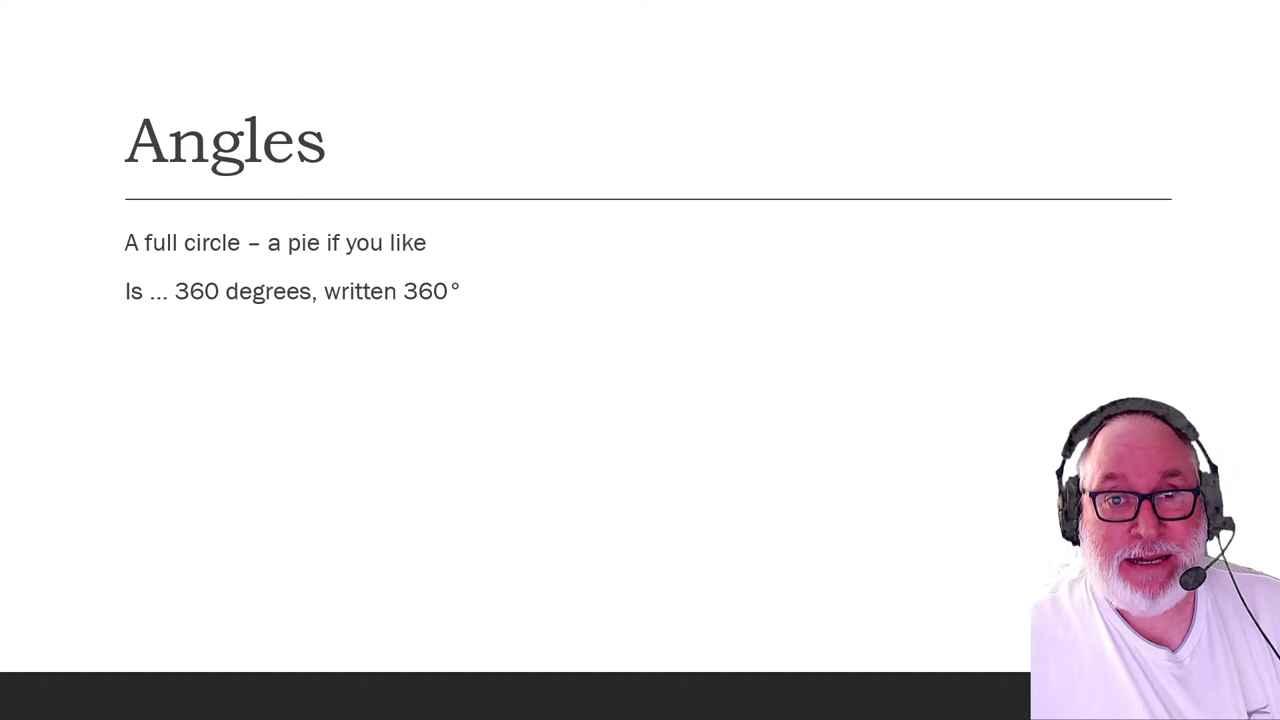 Angles
A full circle – a pie if you like
Is … 360 degrees, written 360°